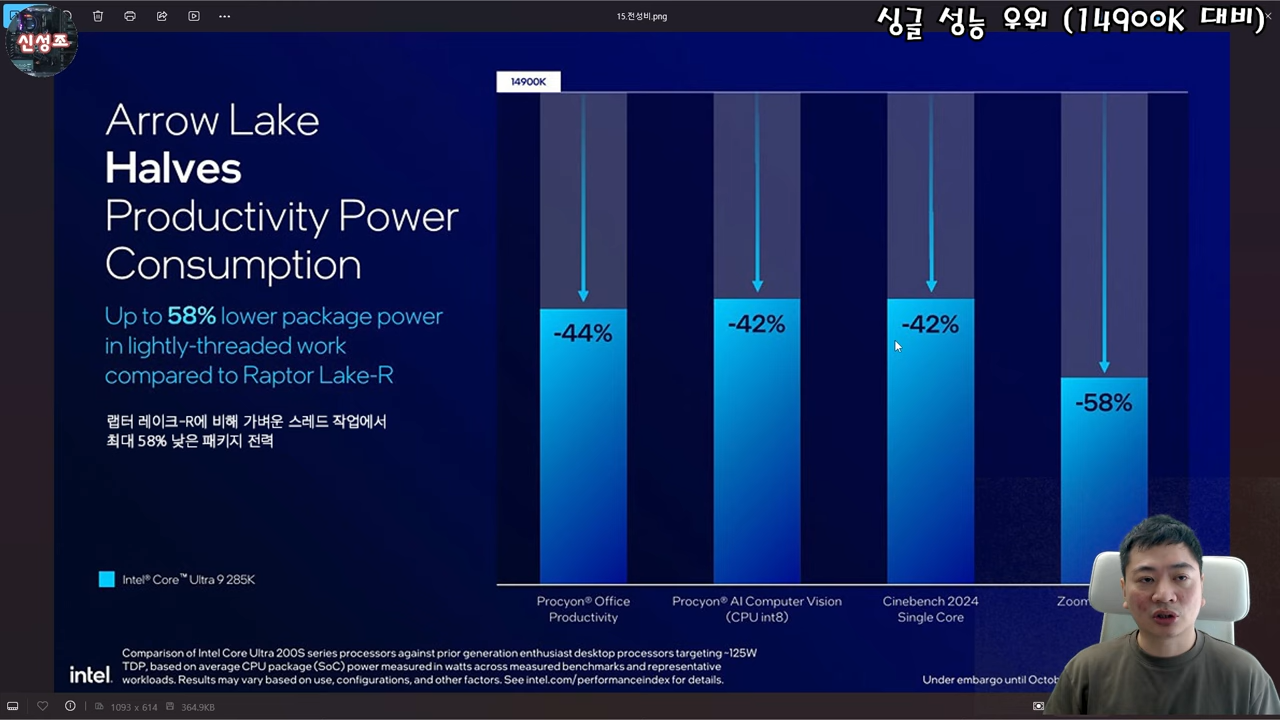 15.전성비.png
신성조
싱글 성능 우위 (14900K 대비)
14900K
Arrow Lake
Halves
Productivity Power
Consumption
Up to 58% lower package power
in lightly-threaded work
compared to Raptor Lake-R
랩터 레이크-R에 비해 가벼운 스레드 작업에서
최대 58% 낮은 패키지 전력
-44%
-42%
-42%
-58%
Intel® Core™ Ultra 9 285K
Procyon® Office
Productivity
Procyon® AI Computer Vision
(CPU int8)
Cinebench 2024
Single Core
Zoom
intel.
Comparison of Intel Core Ultra 200S series processors against prior generation enthusiast desktop processors targeting ~125W
TDP, based on average CPU package (SoC) power measured in watts across measured benchmarks and representative
workloads. Results may vary based on use, configurations, and other factors. See intel.com/performanceindex for details.
Under embargo until
1093 x 614
364.9KB